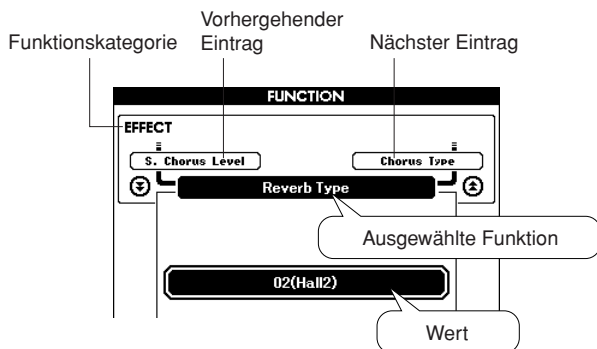 Vorhergehender
Funktionskategorie
Eintrag
Nächster Eintrag
FUNCTION
EFFECT
S. Chorus Level
Chorus Type
Reverb Type
Ausgewählte Funktion
02(Hall2)
Wert